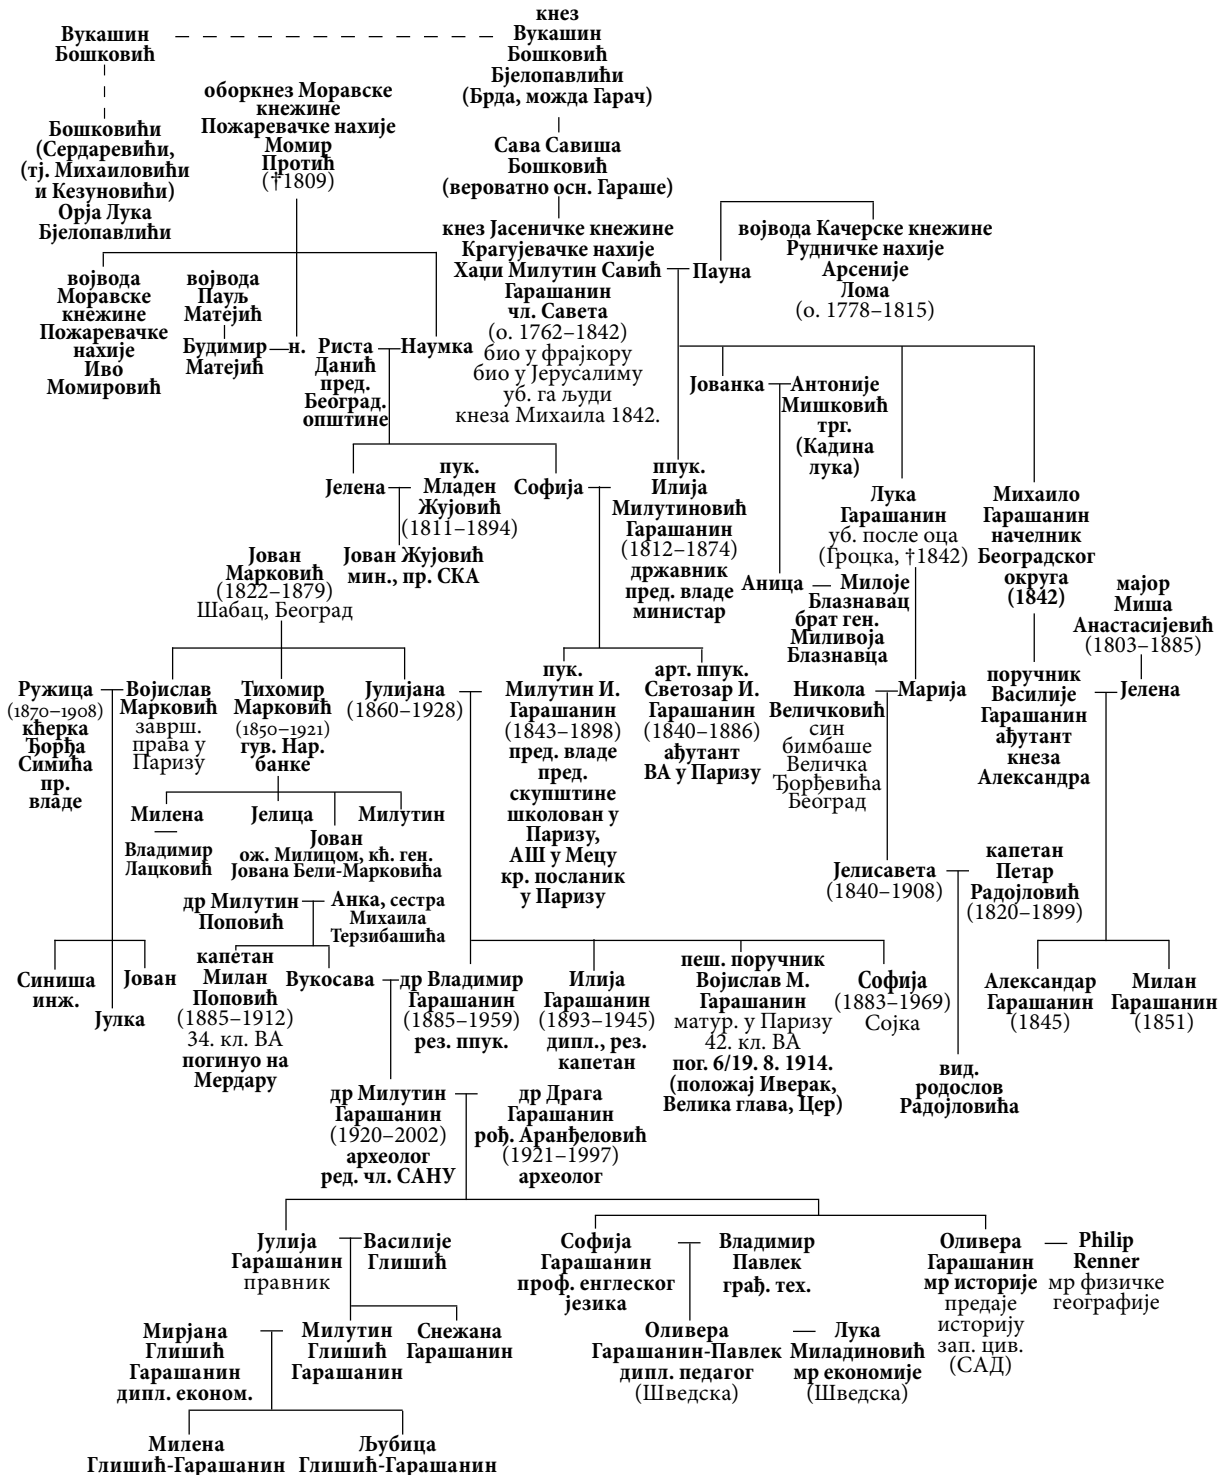 Вукашин
Бошковић
кнез
Вукашин
Бошковић
Бјелопавлићи
(Брда, можда Гарач)
оборкнез Моравске
кнежине
Пожаревачке нахије
Момир
Протић
(†1809)
Бошковићи
(Сердаревићи,
(тј. Михаиловићи
и Кезуновићи)
Орја Лука
Бјелопавлићи
Сава Савиша
Бошковић
(вероватно осн. Гараше)
кнез Јасеничке кнежине
Крагујевачке нахије
Хаџи Милутин Савић
Гарашанин
чл. Савета
(о. 1762–1842)
био у фрајкору
био у Јерусалиму
уб. га људи
кнеза Михаила 1842.
Пауна
војвода Качерске кнежине
Рудничке нахије
Арсеније
Лома
(о. 1778–1815)
војвода
Моравске
кнежине
Пожаревачке
нахије
Иво
Момировић
војвода
Пауљ
Матејић
Будимир
Матејић
н.
Риста
Данић
пред.
Београд.
општине
Наумка
Јованка
Антоније
Мишковић
трг.
(Кадина
лука)
Јелена
пук.
Младен
Жујовић
(1811–1894)
Софија
ппук.
Илија
Милутиновић
Гарашанин
(1812–1874)
државник
пред. владе
министар
Лука
Гарашанин
уб. после оца
(Гроцка, †1842)
Михаило
Гарашанин
начелник
Београдског
округа
(1842)
Јован
Марковић
(1822–1879)
Шабац, Београд
Јован Жујовић
мин., пр. СКА
Аница
Милоје
Блазнавац
брат ген.
Миливоја
Блазнавца
мајор
Миша
Анастасијевић
(1803–1885)
Ружица
(1870–1908)
кћерка
Ђорђа
Симића
пр.
владе
Војислав
Марковић
заврш.
права у
Паризу
Тихомир
Марковић
(1850–1921)
гув. Нар.
банке
Јулијана
(1860–1928)
пук.
Милутин И.
Гарашанин
(1843–1898)
пред. владе
пред.
скупштине
школован у
Паризу,
АШ у Мецу
кр. посланик
у Паризу
арт. ппук.
Светозар И.
Гарашанин
(1840–1886)
ађутант
ВА у Паризу
Никола
Величковић
син
бимбаше
Величка
Ђорђевића
Београд
Марија
поручник
Василије
Гарашанин
ађутант
кнеза
Александра
Јелена
Милена
Владимир
Лацковић
Јелица
Јован
ож. Милицом, кћ. ген.
Јована Бели-Марковића
Милутин
Јелисавета
(1840–1908)
капетан
Петар
Радојловић
(1820–1899)
др Милутин
Поповић
Анка, сестра
Михаила
Терзибашића
Синиша
инж.
Јулка
Јован
капетан
Милан
Поповић
(1885–1912)
34. кл. ВА
погинуо на
Мердару
Вукосава
др Владимир
Гарашанин
(1885–1959)
рез. ппук.
Илија
Гарашанин
(1893–1945)
дипл., рез.
капетан
пеш. поручник
Војислав М.
Гарашанин
матур. у Паризу
42. кл. ВА
пог. 6/19. 8. 1914.
(положај Иверак,
Велика глава, Цер)
Софија
(1883–1969)
Сојка
Александар
Гарашанин
(1845)
Милан
Гарашанин
(1851)
вид.
родослов
Радојловића
др Милутин
Гарашанин
(1920–2002)
археолог
ред. чл. САНУ
др Драга
Гарашанин
рођ. Аранђеловић
(1921–1997)
археолог
Јулија
Гарашанин
правник
Василије
Глишић
Софија
Гарашанин
проф. енглеског
језика
Владимир
Павлек
грађ. тех.
Оливера
Гарашанин
мр историје
предаје
историју
зап. цив.
(САД)
Philip
Renner
мр физичке
географије
Мирјана
Глишић
Гарашанин
дипл. економ.
Милутин
Глишић
Гарашанин
Снежана
Гарашанин
Оливера
Гарашанин-Павлек
дипл. педагог
(Шведска)
Лука
Миладиновић
мр економије
(Шведска)
Милена
Глишић-Гарашанин
Љубица
Глишић-Гарашанин